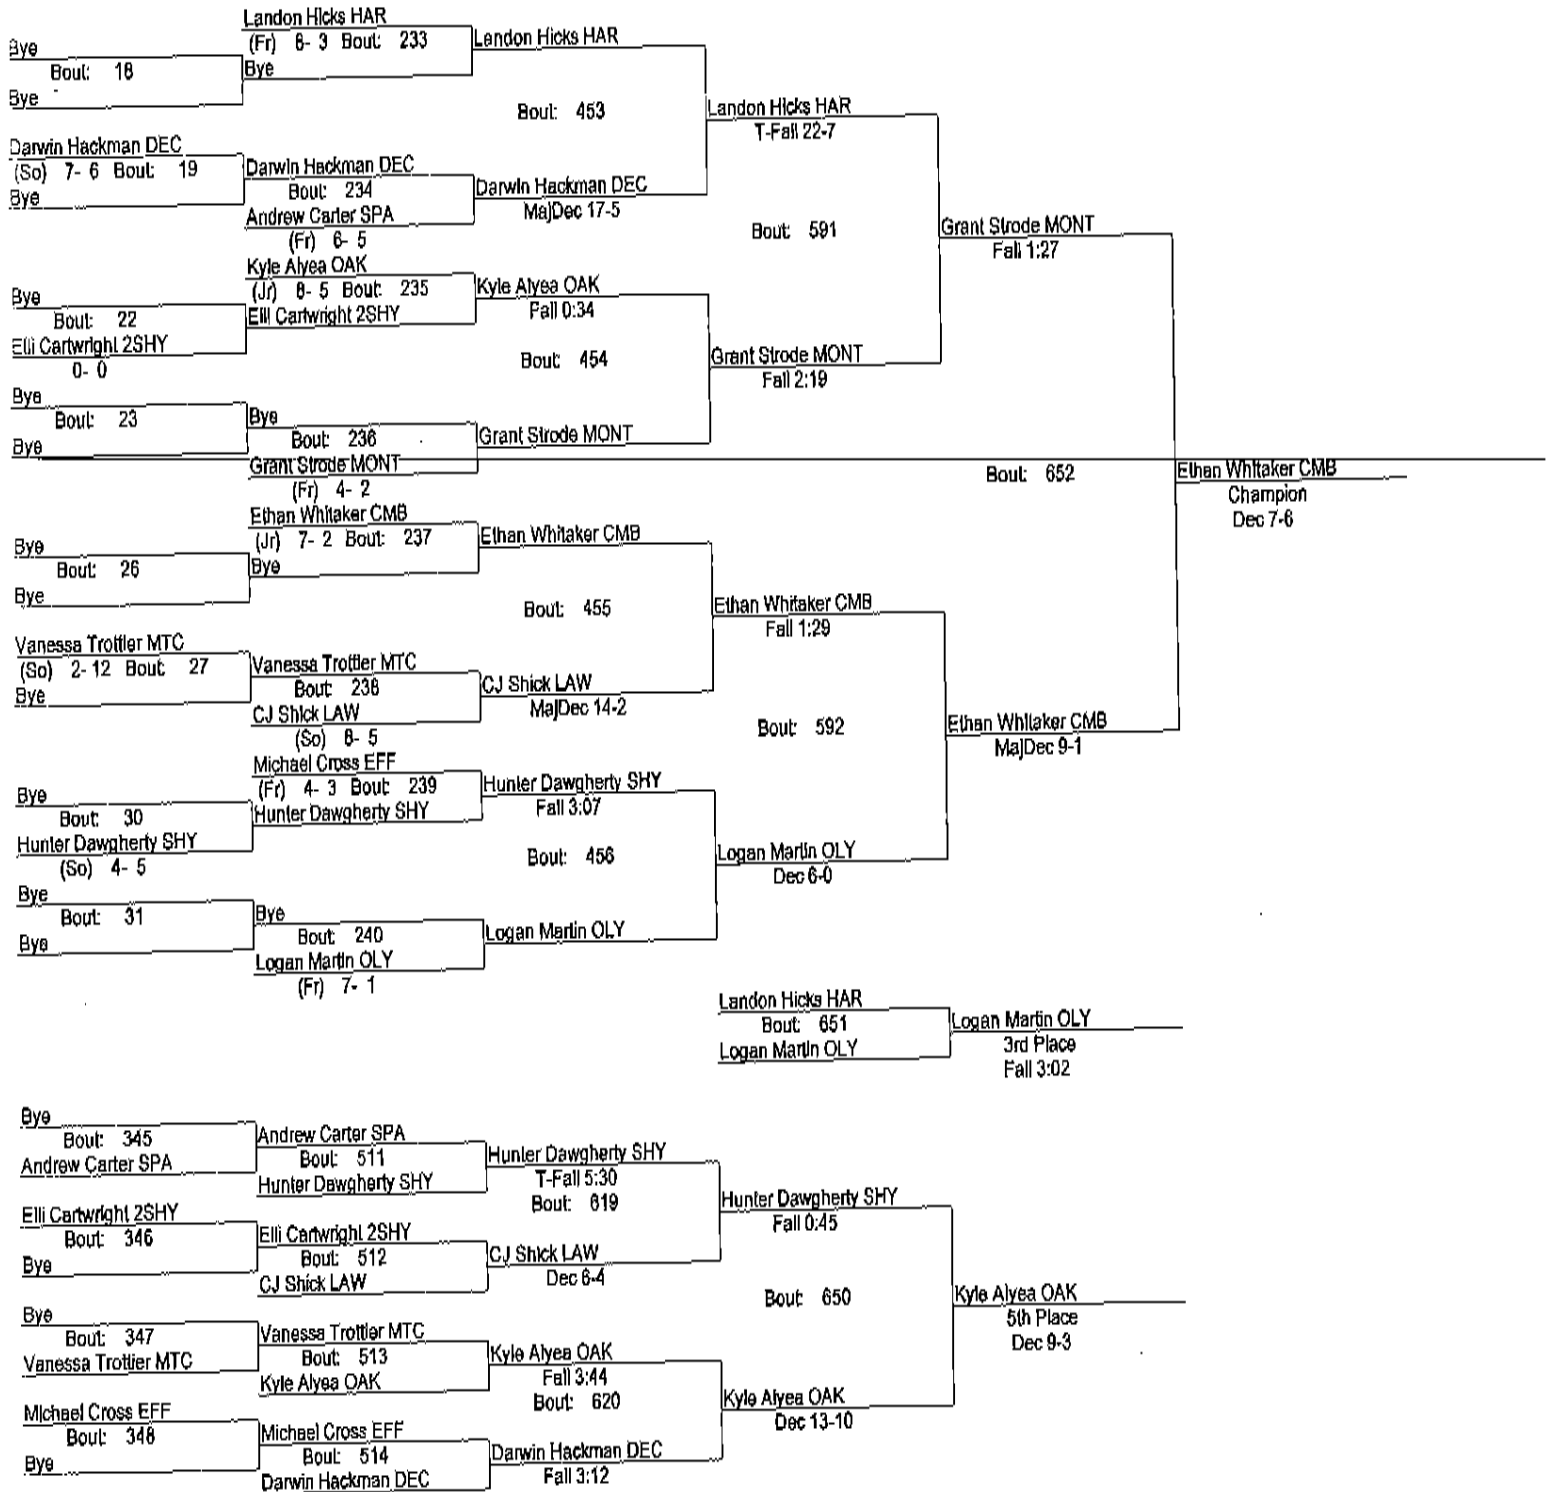 Landon Hicks HAR
(Fr) 6- 3 Bout: 233
Landon Hicks HAR
Bye
Bout: 18
Bye
Bye
Bout: 453
Landon Hicks HAR
T-Fall 22-7
Darwin Hackman DEC
(So) 7- 6 Bout: 19
Bye
Darwin Hackman DEC
Bout: 234
Andrew Carter SPA
(Fr) 6- 5
Darwin Hackman DEC
MajDec 17-5
Bout: 591
Grant Strode MONT
Fall 1:27
Kyle Alyea OAK
(Jr) 6- 5 Bout: 235
Elli Cartwright 2SHY
Kyle Alyea OAK
Fall 0:34
Bye
Bout: 22
Elli Cartwright 2SHY
0- 0
Bout: 454
Grant Strode MONT
Fall 2:19
Bye
Bout: 23
Bye
Bye
Bout: 236
Grant Strode MONT
(Fr) 4- 2
Grant Strode MONT
Bout: 652
Ethan Whitaker CMB
Champion
Dec 7-6
Ethan Whitaker CMB
(Jr) 7- 2 Bout: 237
Bye
Ethan Whitaker CMB
Bye
Bout: 26
Bye
Bout: 455
Ethan Whitaker CMB
Fall 1:29
Vanessa Trottier MTC
(So) 2- 12 Bout: 27
Bye
Vanessa Trottier MTC
Bout: 238
CJ Shick LAW
(So) 6- 5
CJ Shick LAW
MajDec 14-2
Bout: 592
Ethan Whitaker CMB
MajDec 9-1
Michael Cross EFF
(Fr) 4- 3 Bout: 239
Hunter Dawgherty SHY
Hunter Dawgherty SHY
Fall 3:07
Bye
Bout: 30
Hunter Dawgherty SHY
(So) 4- 5
Bout: 456
Logan Martin OLY
Dec 6-0
Bye
Bout: 31
Bye
Bye
Bout: 240
Logan Martin OLY
(Fr) 7- 1
Logan Martin OLY
Landon Hicks HAR
Bout: 651
Logan Martin OLY
Logan Martin OLY
3rd Place
Fall 3:02
Bye
Bout: 345
Andrew Carter SPA
Andrew Carter SPA
Bout: 511
Hunter Dawgherty SHY
Hunter Dawgherty SHY
T-Fall 5:30
Bout: 619
Hunter Dawgherty SHY
Fall 0:45
Elli Cartwright 2SHY
Bout: 346
Bye
Elli Cartwright 2SHY
Bout: 512
CJ Shick LAW
CJ Shick LAW
Dec 6-4
Bout: 650
Kyle Alyea OAK
5th Place
Dec 9-3
Bye
Bout: 347
Vanessa Trottier MTC
Vanessa Trottier MTC
Bout: 513
Kyle Alyea OAK
Kyle Alyea OAK
Fall 3:44
Bout: 620
Kyle Alyea OAK
Dec 13-10
Michael Cross EFF
Bout: 348
Bye
Michael Cross EFF
Bout: 514
Darwin Hackman DEC
Darwin Hackman DEC
Fall 3:12